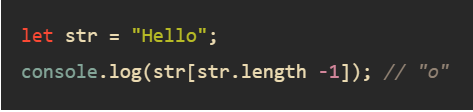 let str = "Hello";
console.log(str[str.length -1]); // "o"